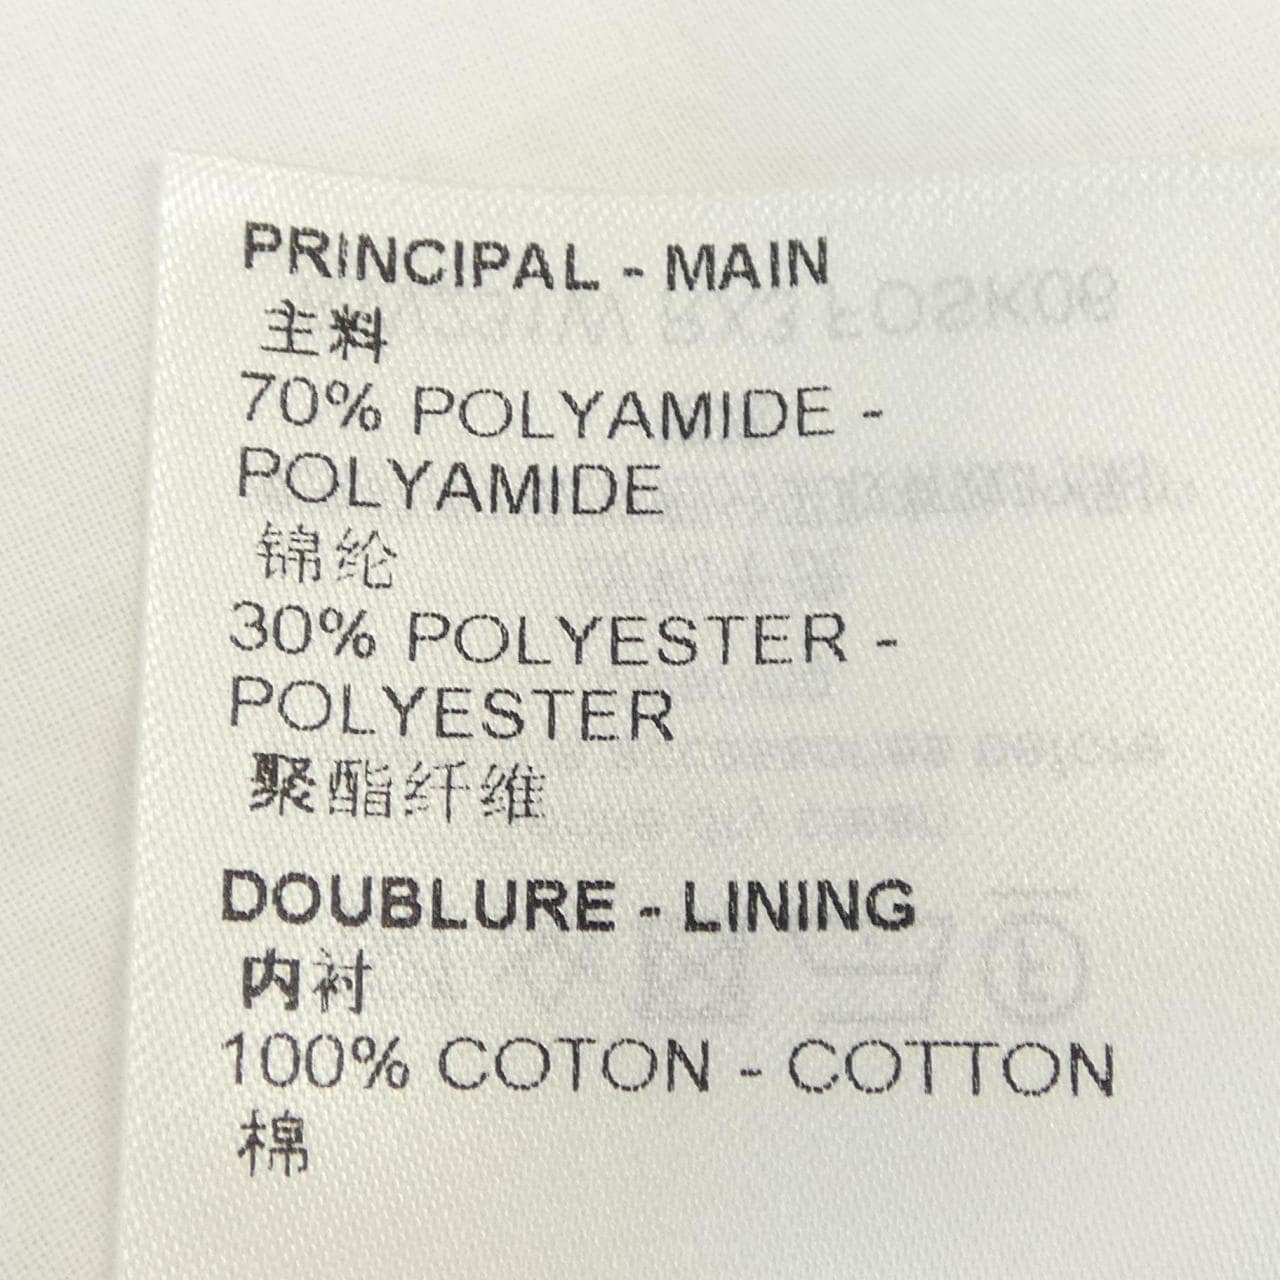 PRINCIPAL - MAIN
主料
70% POLYAMIDE -
POLYAMIDE
锦纶
30% POLYESTER -
POLYESTER
聚酯纤维
DOUBLURE - LINING
内衬
100% COTON - COTTON
棉